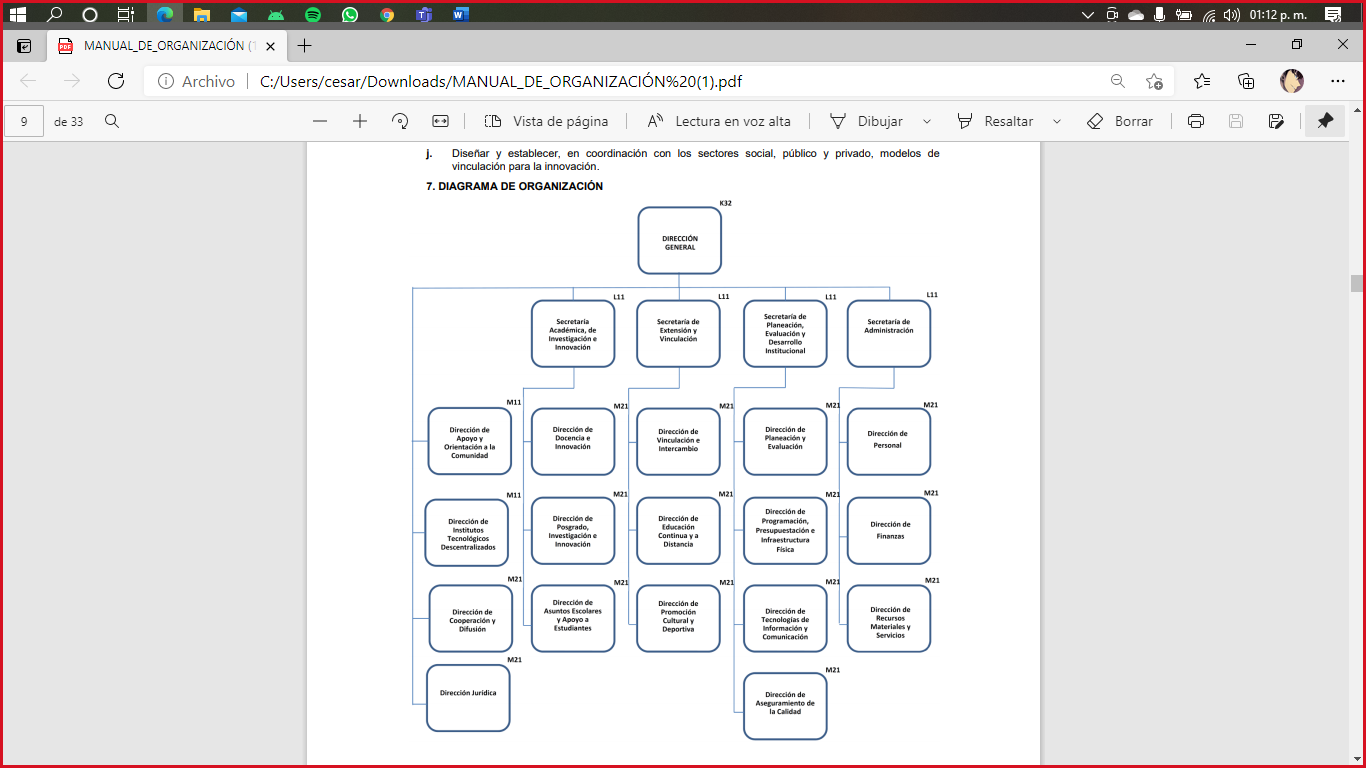 01:12 p. m.
MANUAL_DE_ORGANIZACIÓN (1
Archivo
C:/Users/cesar/Downloads/MANUAL_DE_ORGANIZACIÓN%20(1).pdf
9
de 33
Vista de página
Lectura en voz alta
Dibujar
Resaltar
Borrar
j. Diseñar y establecer, en coordinación con los sectores social, público y privado, modelos de
vinculación para la innovación.
7. DIAGRAMA DE ORGANIZACIÓN
K32
DIRECCIÓN
GENERAL
L11
Secretaría
Académica, de
Investigación e
Innovación
L11
Secretaría de
Extensión y
Vinculación
L11
Secretaría de
Planeación,
Evaluación y
Desarrollo
Institucional
L11
Secretaría de
Administración
M11
Dirección de
Apoyo y
Orientación a la
Comunidad
M21
Dirección de
Docencia e
Innovación
M21
Dirección de
Vinculación e
Intercambio
M21
Dirección de
Planeación y
Evaluación
M21
Dirección de
Personal
M11
Dirección de
Institutos
Tecnológicos
Descentralizados
M21
Dirección de
Posgrado,
Investigación e
Innovación
M21
Dirección de
Educación
Continua y a
Distancia
M21
Dirección de
Programación,
Presupuestación e
Infraestructura
Física
M21
Dirección de
Finanzas
M21
Dirección de
Cooperación y
Difusión
M21
Dirección de
Asuntos Escolares
y Apoyo a
Estudiantes
M21
Dirección de
Promoción
Cultural y
Deportiva
M21
Dirección de
Tecnologías de
Información y
Comunicación
M21
Dirección de
Recursos
Materiales y
Servicios
M21
Dirección Jurídica
M21
Dirección de
Aseguramiento de
la Calidad